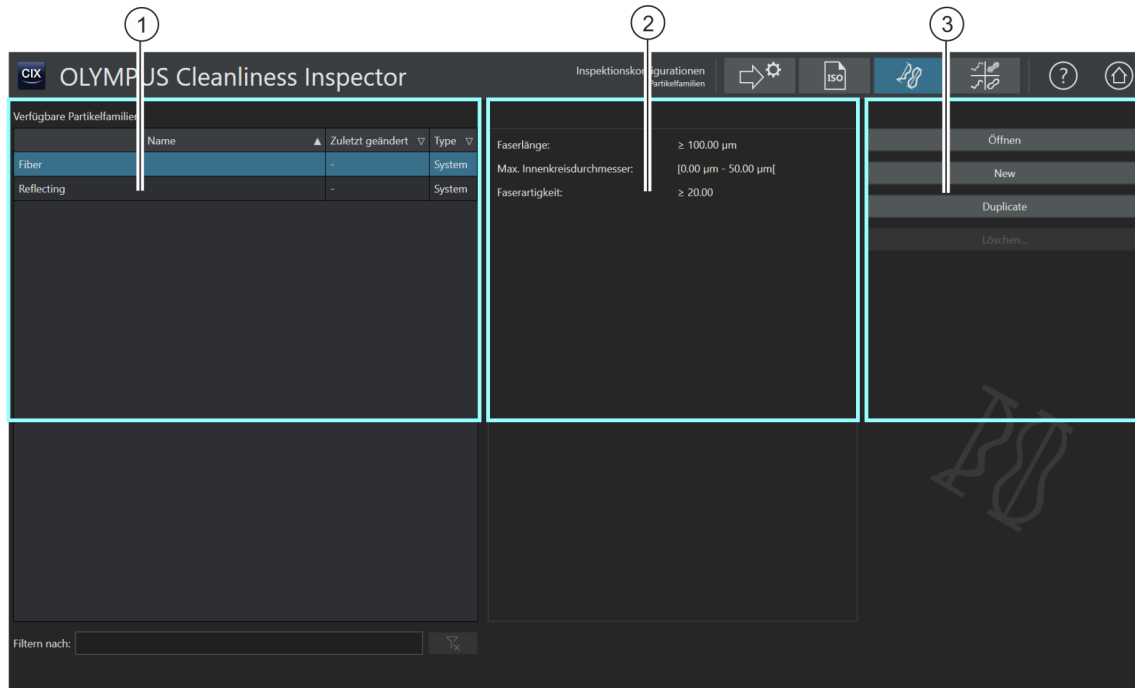 1
2
3
CIX OLYMPUS Cleanliness Inspector
Inspektionskonfigurationen
Partikelfamilien
ISO
?
Verfügbare Partikelfamilien
Name ▲ Zuletzt geändert ▽ Type ▽
Fiber - System
Reflecting - System
Faserlänge: ≥ 100.00 µm
Max. Innenkreisdurchmesser: [0.00 µm - 50.00 µm[
Faserartigkeit: ≥ 20.00
Öffnen
New
Duplicate
Löschen...
Filtern nach: